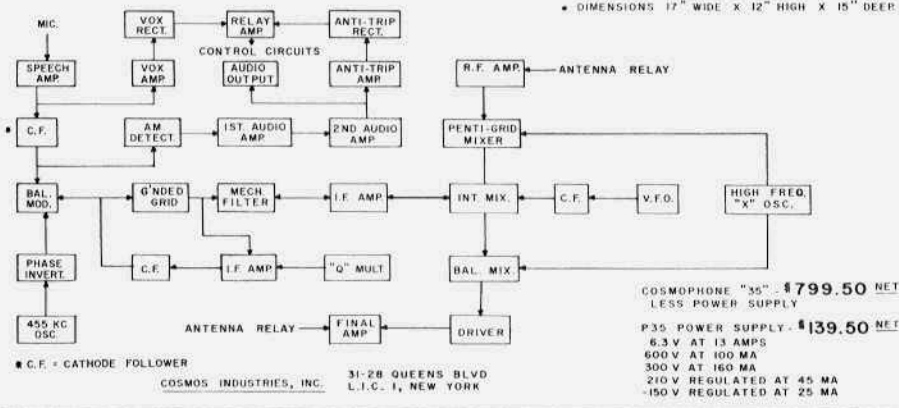 • DIMENSIONS 17" WIDE X 12" HIGH X 15" DEEP.
MIC.
VOX RECT.
RELAY AMP.
ANTI-TRIP RECT.
CONTROL CIRCUITS
SPEECH AMP.
VOX AMP.
AUDIO OUTPUT
ANTI-TRIP AMP.
R.F. AMP.
ANTENNA RELAY
* C.F.
AM DETECT.
1ST. AUDIO AMP.
2ND AUDIO AMP.
PENTI-GRID MIXER
BAL. MOD.
G'NDED GRID
MECH. FILTER
I.F. AMP.
INT. MIX.
C.F.
V.F.O.
HIGH FREQ. "X" OSC.
PHASE INVERT.
C.F.
I.F. AMP.
"Q" MULT.
BAL. MIX.
455 KC OSC.
ANTENNA RELAY
FINAL AMP
DRIVER
COSMOPHONE "35" - $799.50 NET
LESS POWER SUPPLY
P35 POWER SUPPLY - $139.50 NET
6.3 V AT 13 AMPS
600 V AT 100 MA
300 V AT 160 MA
210 V REGULATED AT 45 MA
-150 V REGULATED AT 25 MA
* C.F. = CATHODE FOLLOWER
COSMOS INDUSTRIES, INC.
31-28 QUEENS BLVD
L.I.C. 1, NEW YORK